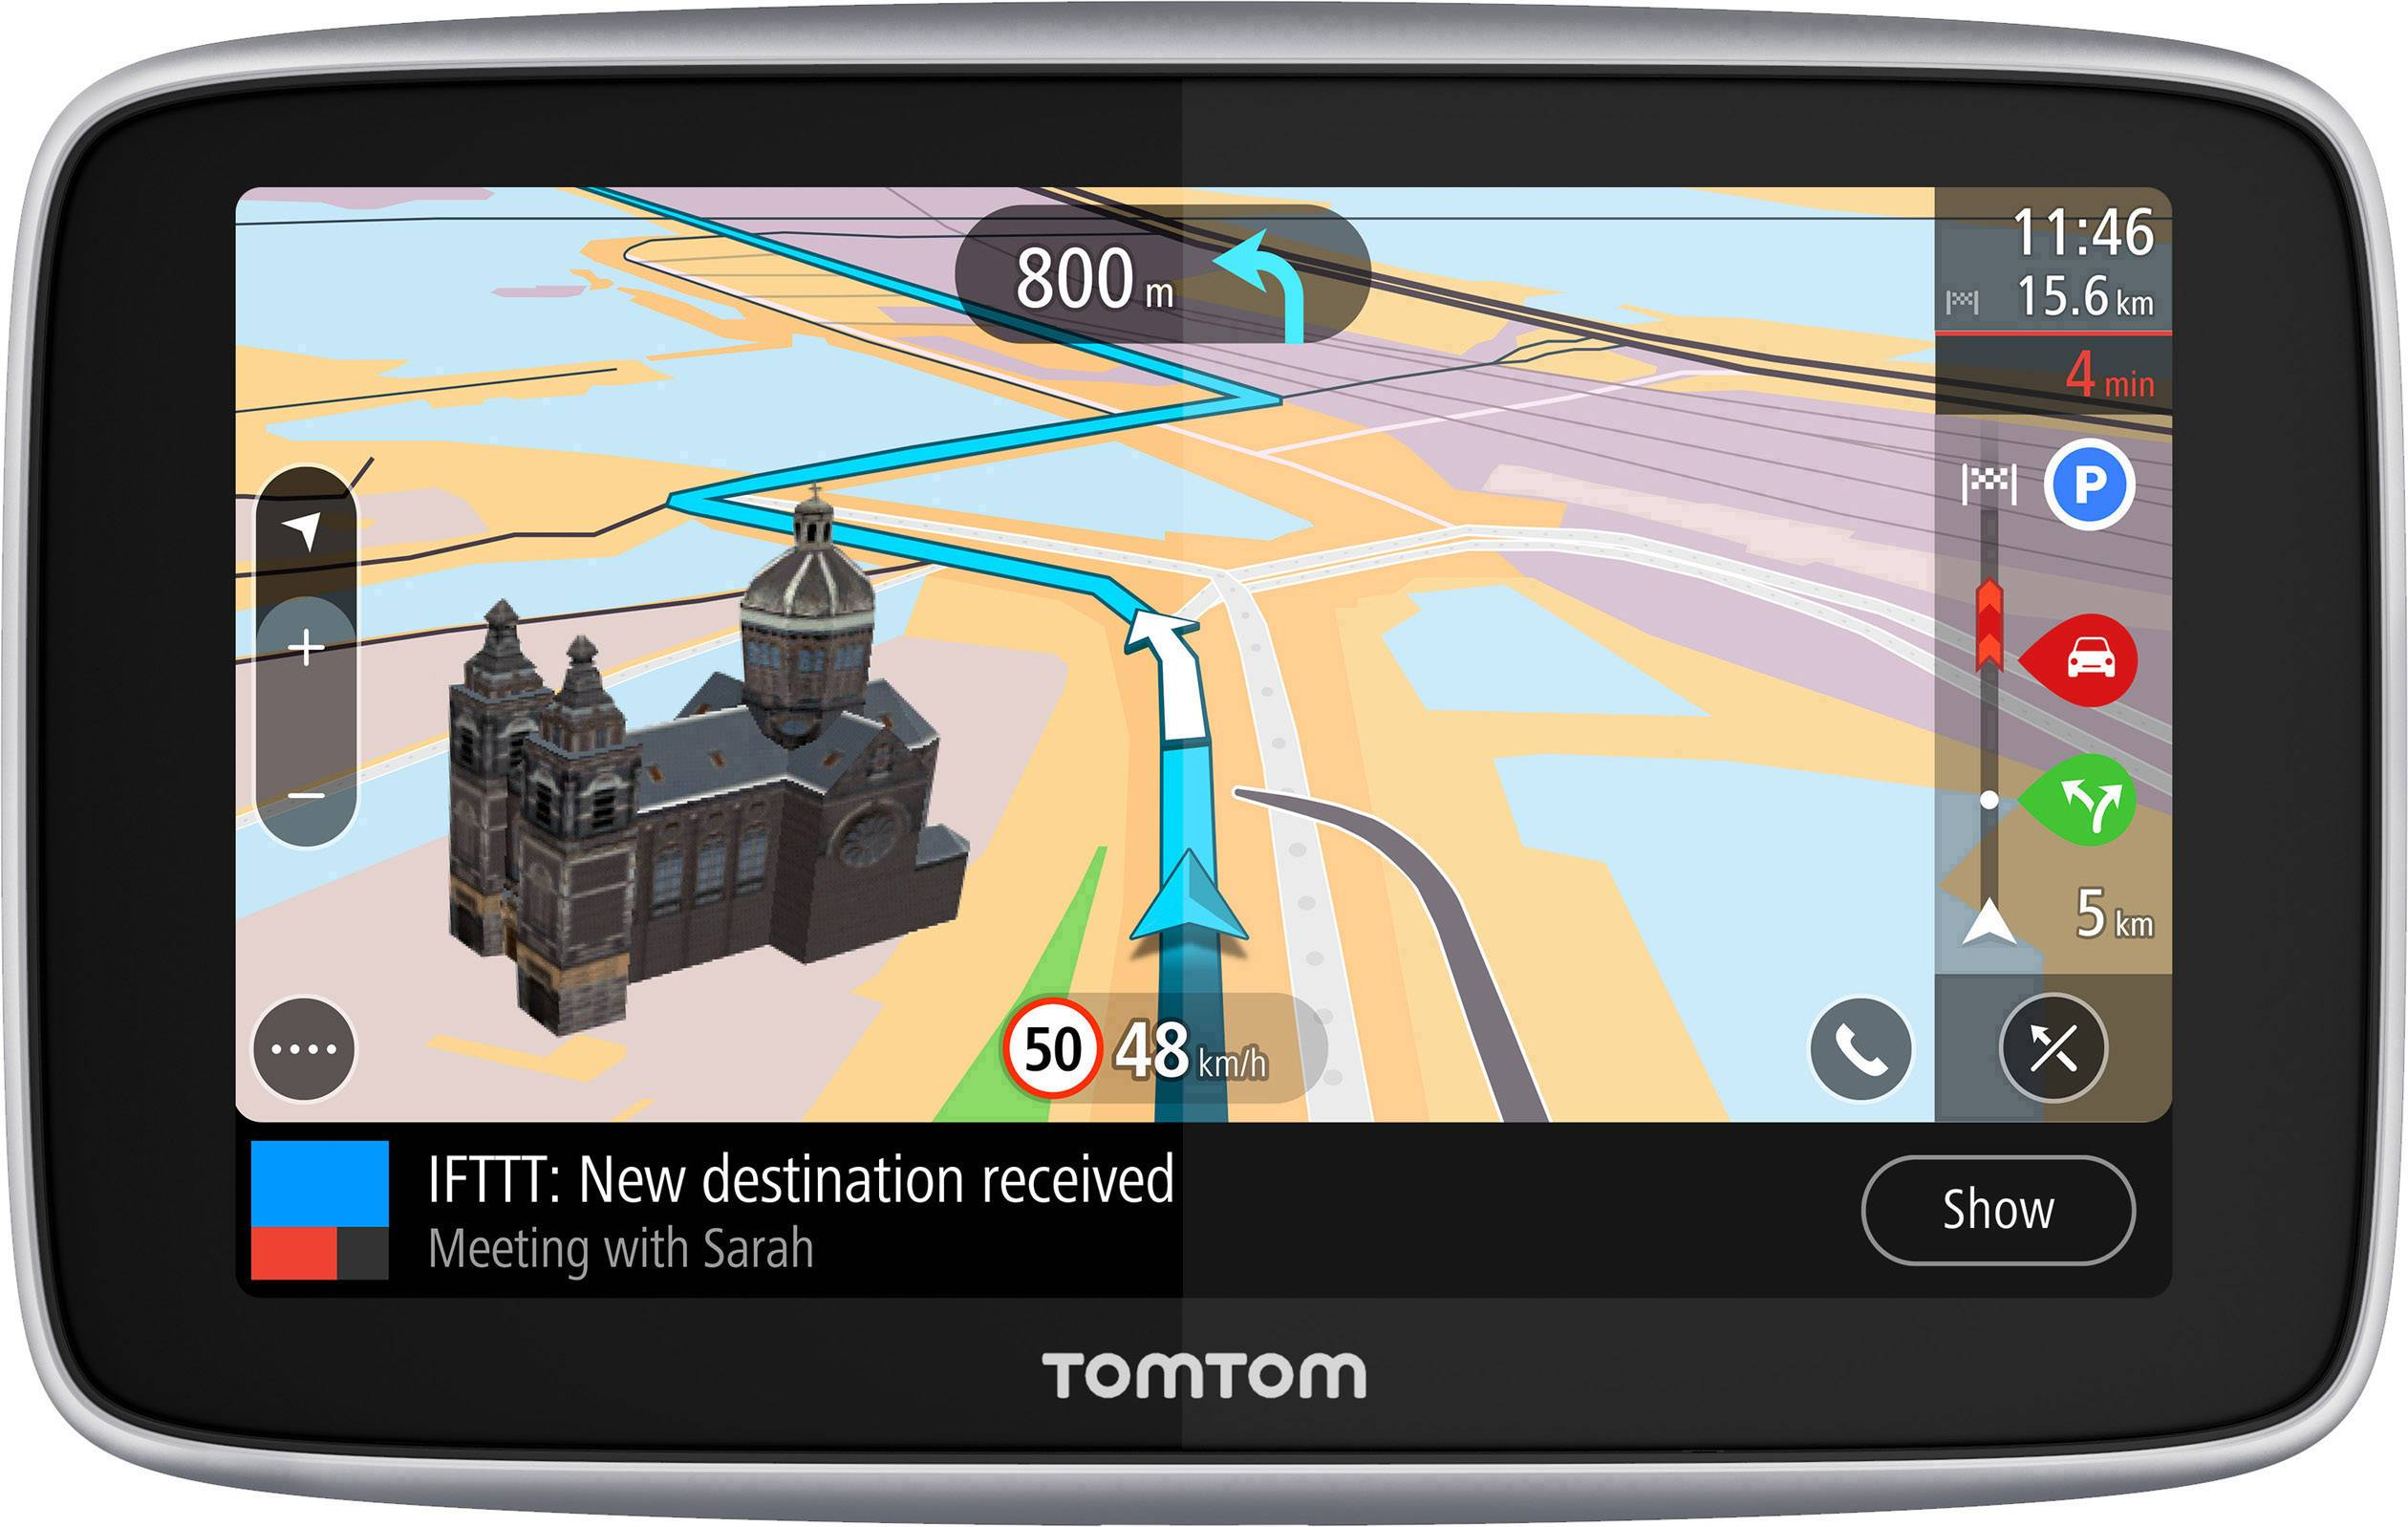 800 m
11:46
15.6 km
4 min
P
5 km
50 48 km/h
IFTTT: New destination received
Meeting with Sarah
Show
TOMTOM